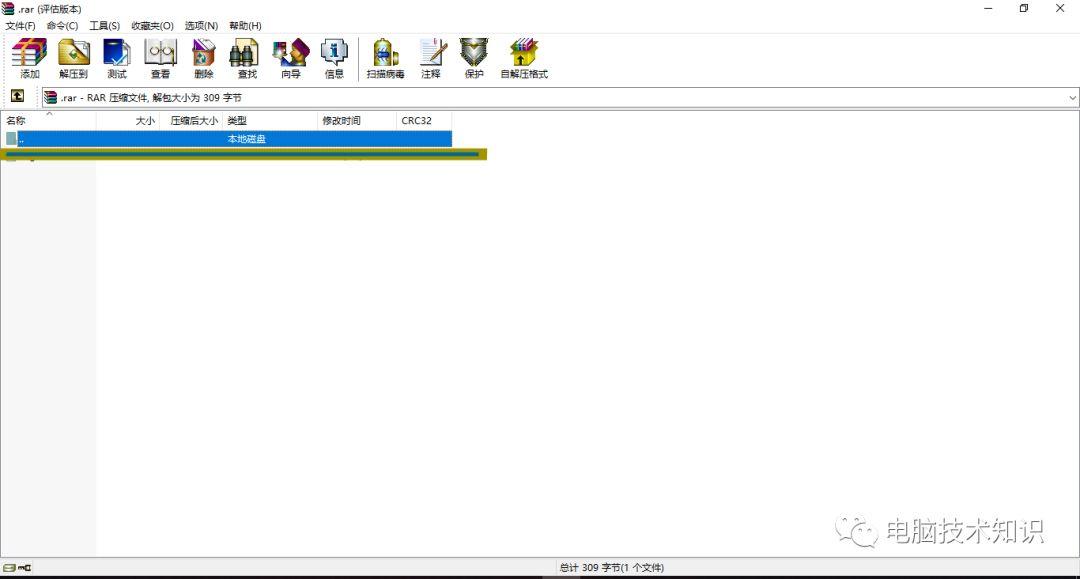 .rar (评估版本)
文件(F) 命令(C) 工具(S) 收藏夹(O) 选项(N) 帮助(H)
添加 解压到 测试 查看 删除 查找 向导 信息 扫描病毒 注释 保护 自解压格式
.rar - RAR 压缩文件, 解包大小为 309 字节
名称 大小 压缩后大小 类型 修改时间 CRC32
.. 本地磁盘
电脑技术知识
总计 309 字节(1 个文件)